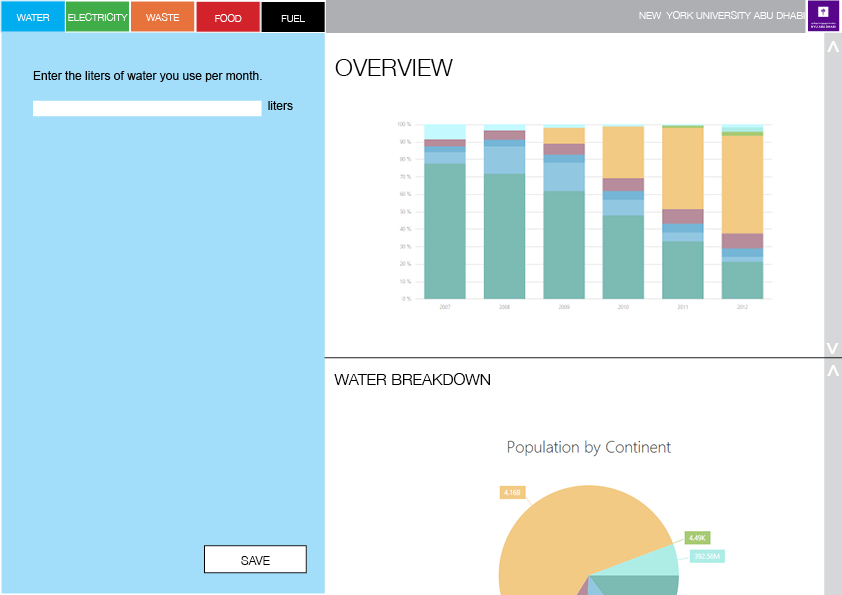 WATER
ELECTRICITY
WASTE
FOOD
FUEL
NEW YORK UNIVERSITY ABU DHABI
Enter the liters of water you use per month.
liters
SAVE
OVERVIEW
100 %
90 %
80 %
70 %
60 %
50 %
40 %
30 %
20 %
10 %
0 %
2007
2008
2009
2010
2011
2012
WATER BREAKDOWN
Population by Continent
4.16B
4.49K
392.56M